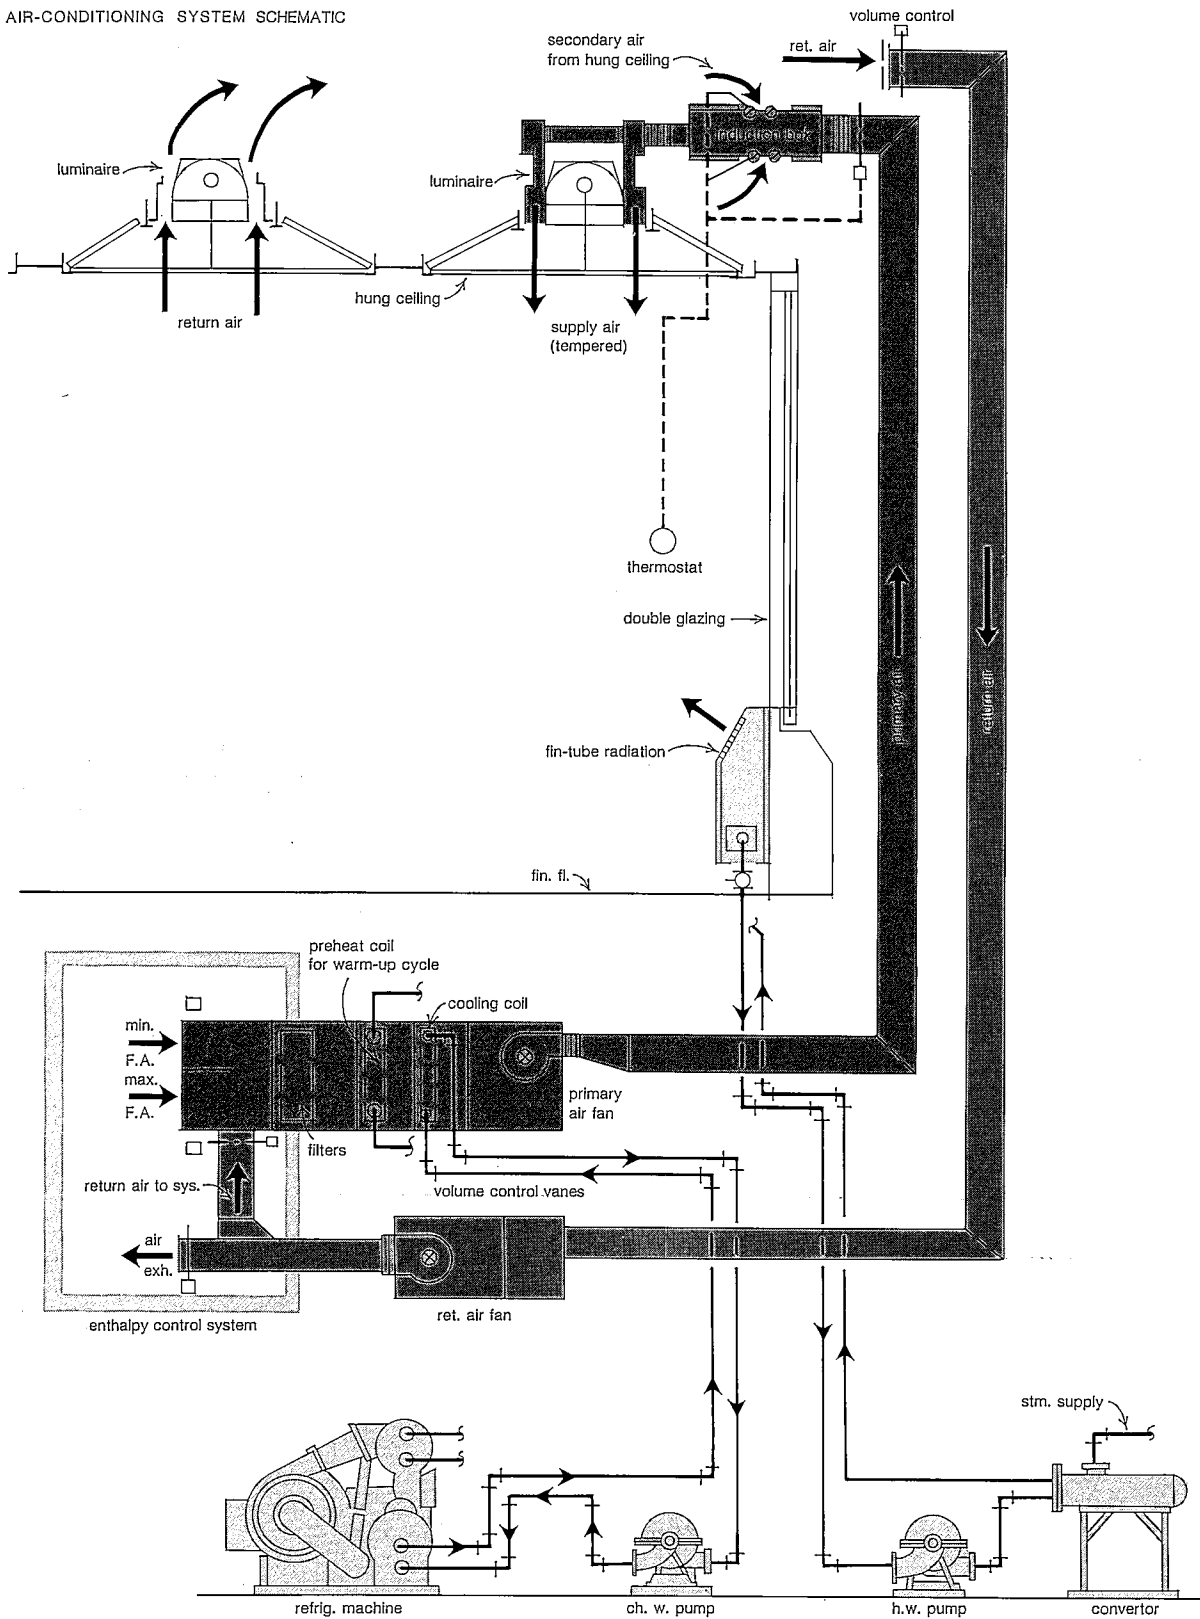 AIR-CONDITIONING SYSTEM SCHEMATIC
volume control
secondary air
from hung ceiling
ret. air
induction box
luminaire
luminaire
hung ceiling
return air
supply air
(tempered)
thermostat
double glazing
primary air
return air
fin-tube radiation
fin. fl.
preheat coil
for warm-up cycle
cooling coil
min.
F.A.
max.
F.A.
primary
air fan
filters
return air to sys.
volume control vanes
air
exh.
ret. air fan
enthalpy control system
stm. supply
refrig. machine
ch. w. pump
h.w. pump
convertor